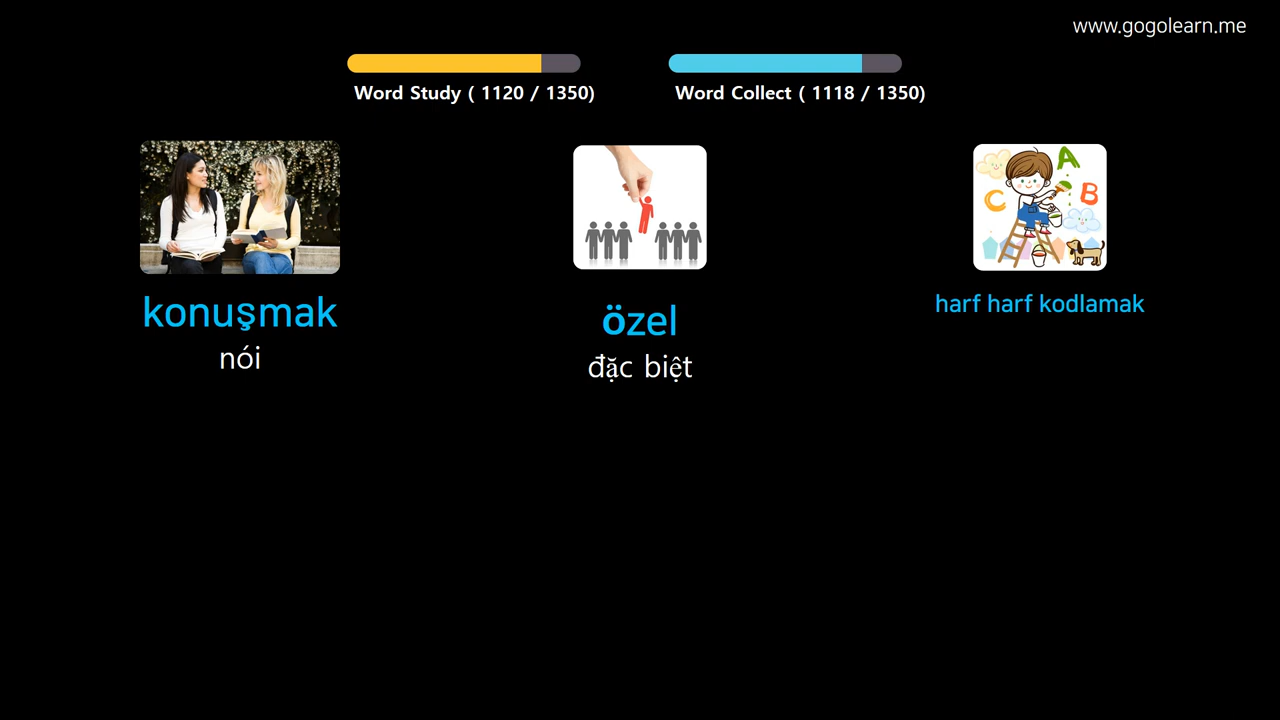 www.gogolearn.me
Word Study ( 1120 / 1350)
Word Collect ( 1118 / 1350)
A
B
C
konuşmak
nói
özel
đặc biệt
harf harf kodlamak